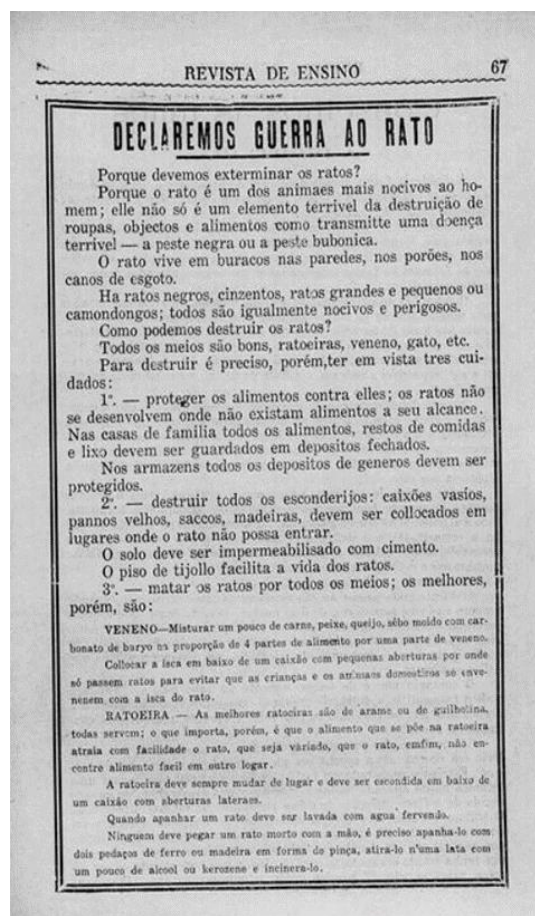 REVISTA DE ENSINO 67
DECLAREMOS GUERRA AO RATO
Porque devemos exterminar os ratos?
Porque o rato é um dos animaes mais nocivos ao ho-
mem; elle não só é um elemento terrivel da destruição de
roupas, objectos e alimentos como transmitte uma doença
terrivel — a peste negra ou a peste bubonica.
O rato vive em buracos nas paredes, nos porões, nos
canos de esgoto.
Ha ratos negros, cinzentos, ratos grandes e pequenos ou
camondongos; todos são igualmente nocivos e perigosos.
Como podemos destruir os ratos?
Todos os meios são bons, ratoeiras, veneno, gato, etc.
Para destruir é preciso, porém,ter em vista tres cui-
dados:
1º. — proteger os alimentos contra elles; os ratos não
se desenvolvem onde não existam alimentos a seu alcance.
Nas casas de familia todos os alimentos, restos de comidas
e lixo devem ser guardados em depositos fechados.
Nos armazens todos os depositos de generos devem ser
protegidos.
2º. — destruir todos os esconderijos: caixões vasios,
pannos velhos, saccos, madeiras, devem ser collocados em
lugares onde o rato não possa entrar.
O solo deve ser impermeabilisado com cimento.
O piso de tijollo facilita a vida dos ratos.
3º. — matar os ratos por todos os meios; os melhores,
porém, são:
VENENO—Misturar um pouco de carne, peixe, queijo, sêbo moido com car-
bonato de baryo na proporção de 4 partes de alimento por uma parte de veneno.
Collocar a isca em baixo de um caixão com pequenas aberturas por onde
só passem ratos para evitar que as crianças e os animaes domesticos se enve-
nenem com a isca do rato.
RATOEIRA — As melhores ratoeiras são de arame ou de guilhotina,
todas servem; o que importa, porém, é que o alimento que se põe na ratoeira
atraia com facilidade o rato, que seja variado, que o rato, emfim, não en-
contre alimento facil em outro logar.
A ratoeira deve sempre mudar de lugar e deve ser escondida em baixo de
um caixão com aberturas lateraes.
Quando apanhar um rato deve ser lavada com agua fervendo.
Ninguem deve pegar um rato morto com a mão, é preciso apanha-lo com
dois pedaços de ferro ou madeira em forma de pinça, atira-lo n'uma lata com
um pouco de alcool ou kerozene e incinera-lo.